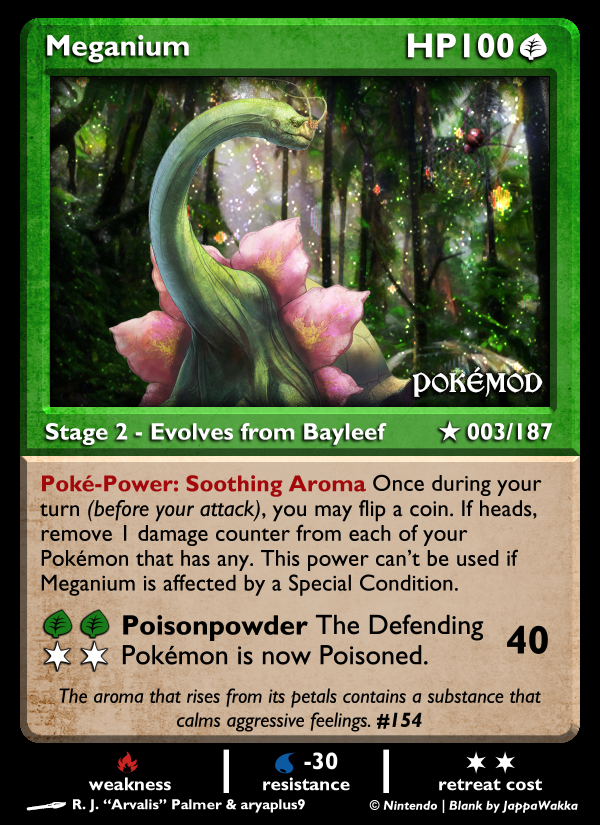 Meganium HP100
POKÉMOD
Stage 2 - Evolves from Bayleef ★ 003/187
Poké-Power: Soothing Aroma Once during your
turn (before your attack), you may flip a coin. If heads,
remove 1 damage counter from each of your
Pokémon that has any. This power can't be used if
Meganium is affected by a Special Condition.
Poisonpowder The Defending 40
Pokémon is now Poisoned.
The aroma that rises from its petals contains a substance that
calms aggressive feelings. #154
-30
weakness resistance retreat cost
R. J. “Arvalis” Palmer & aryaplus9 © Nintendo | Blank by JappaWakka